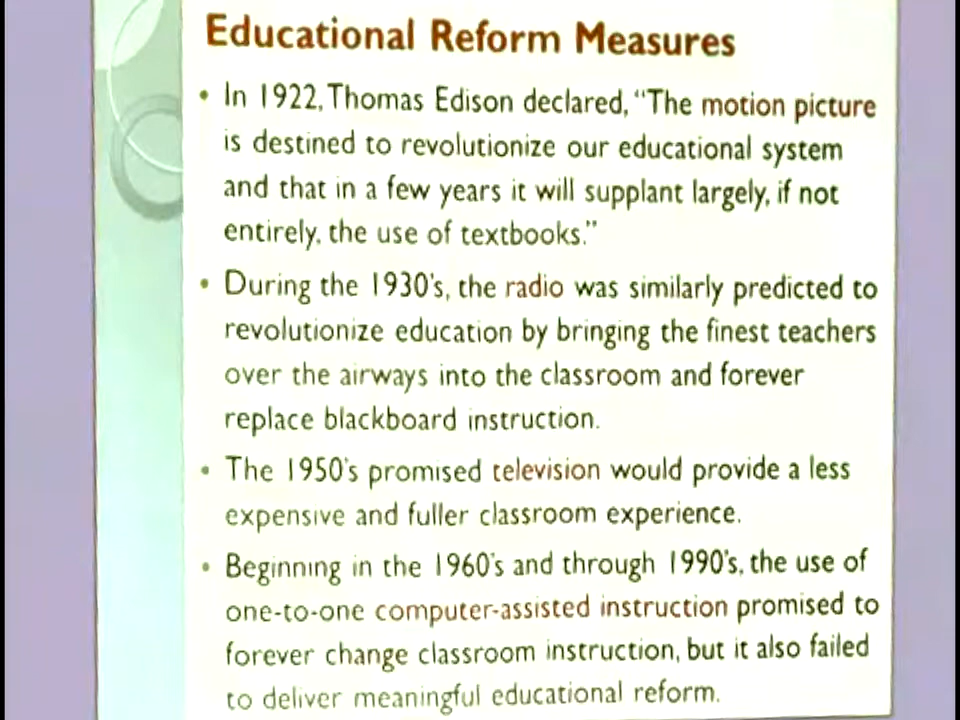 Educational Reform Measures
• In 1922, Thomas Edison declared, “The motion picture
is destined to revolutionize our educational system
and that in a few years it will supplant largely, if not
entirely, the use of textbooks.”
• During the 1930's, the radio was similarly predicted to
revolutionize education by bringing the finest teachers
over the airways into the classroom and forever
replace blackboard instruction.
• The 1950's promised television would provide a less
expensive and fuller classroom experience.
• Beginning in the 1960's and through 1990's, the use of
one-to-one computer-assisted instruction promised to
forever change classroom instruction, but it also failed
to deliver meaningful educational reform.